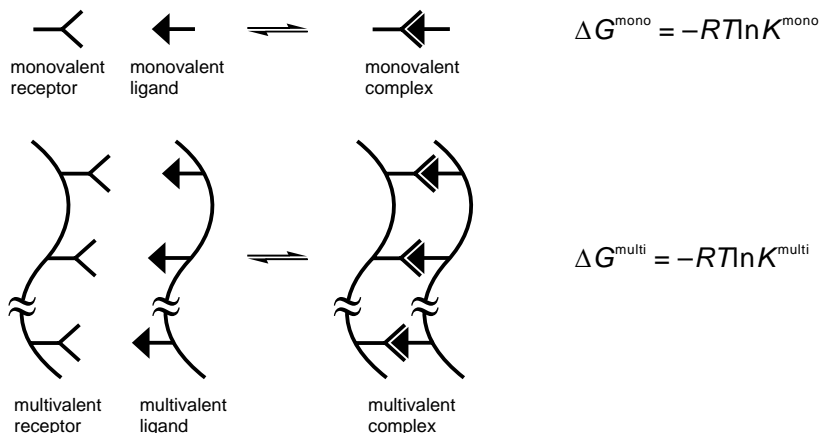 ΔG^mono = –RTlnK^mono
monovalent receptor
monovalent ligand
monovalent complex
ΔG^multi = –RTlnK^multi
multivalent receptor
multivalent ligand
multivalent complex